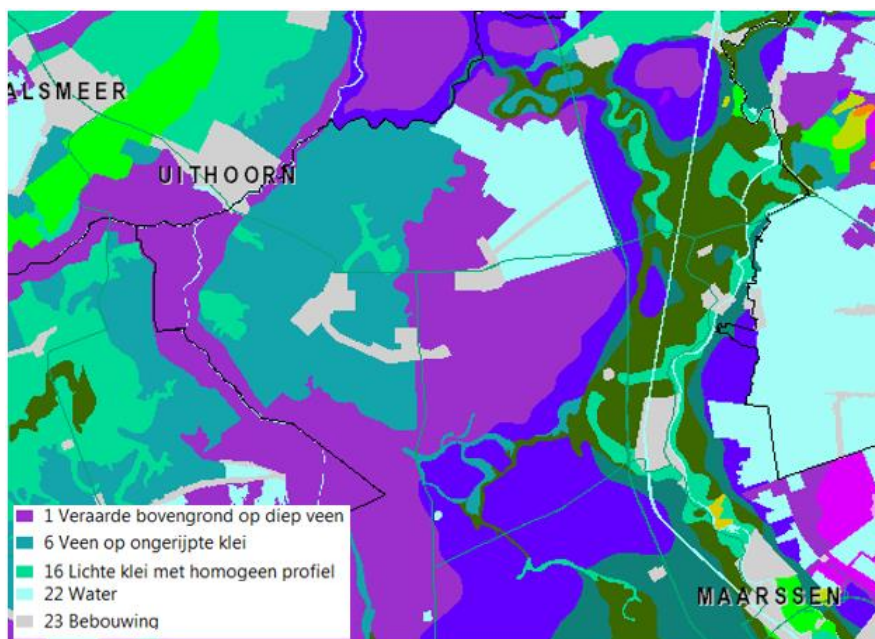 ALSMEER
UITHOORN
1 Veraarde bovengrond op diep veen
6 Veen op ongerijpte klei
16 Lichte klei met homogeen profiel
22 Water
23 Bebouwing
MAARSSEN